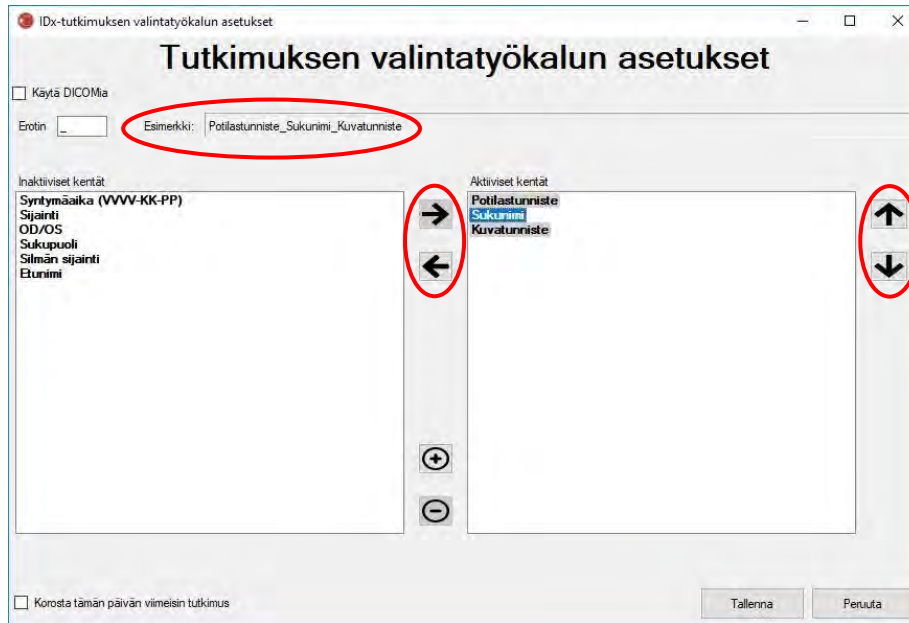 IDx-tutkimuksen valintatyökalun asetukset
Tutkimuksen valintatyökalun asetukset
Käytä DICOMia
Erotin _ Esimerkki: Potilastunniste_Sukunimi_Kuvatunniste
Inaktiiviset kentät
Syntymäaika (VVVV-KK-PP)
Sijainti
OD/OS
Sukupuoli
Silmän sijainti
Etunimi
Aktiiviset kentät
Potilastunniste
Sukunimi
Kuvatunniste
Korosta tämän päivän viimeisin tutkimus
Tallenna
Peruuta